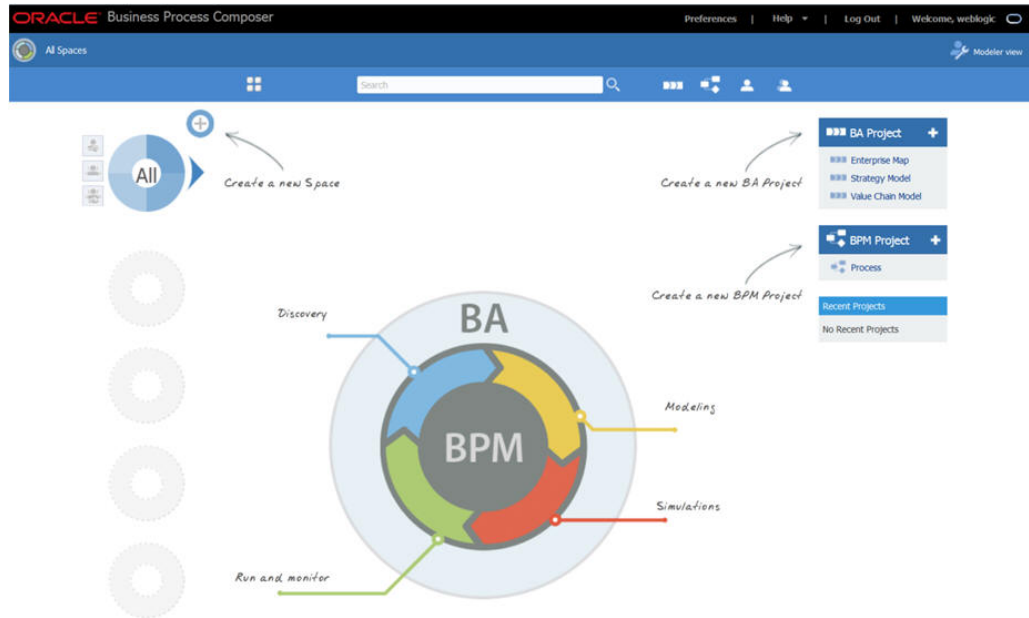 ORACLE Business Process Composer
Preferences | Help | Log Out | Welcome, weblogic
All Spaces
Modeler view
Search
All
Create a new Space
Create a new BA Project
BA Project
Enterprise Map
Strategy Model
Value Chain Model
Create a new BPM Project
BPM Project
Process
Recent Projects
No Recent Projects
Discovery
BA
Modeling
BPM
Simulations
Run and monitor